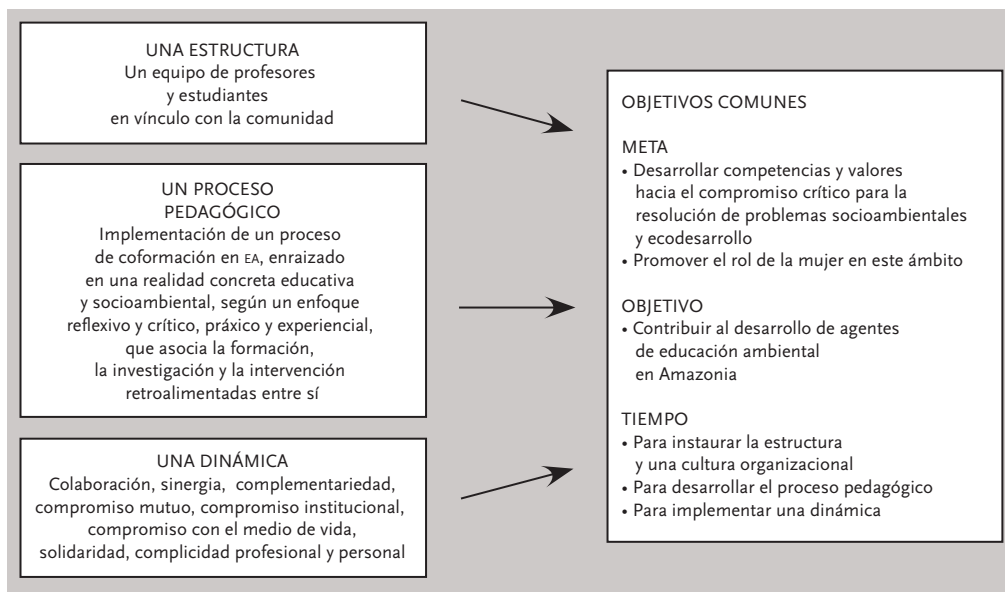 UNA ESTRUCTURA
Un equipo de profesores
y estudiantes
en vínculo con la comunidad
UN PROCESO
PEDAGÓGICO
Implementación de un proceso
de coformación en EA, enraizado
en una realidad concreta educativa
y socioambiental, según un enfoque
reflexivo y crítico, práxico y experiencial,
que asocia la formación,
la investigación y la intervención
retroalimentadas entre sí
UNA DINÁMICA
Colaboración, sinergia, complementariedad,
compromiso mutuo, compromiso institucional,
compromiso con el medio de vida,
solidaridad, complicidad profesional y personal
OBJETIVOS COMUNES
META
• Desarrollar competencias y valores
hacia el compromiso crítico para la
resolución de problemas socioambientales
y ecodesarrollo
• Promover el rol de la mujer en este ámbito
OBJETIVO
• Contribuir al desarrollo de agentes
de educación ambiental
en Amazonia
TIEMPO
• Para instaurar la estructura
y una cultura organizacional
• Para desarrollar el proceso pedagógico
• Para implementar una dinámica